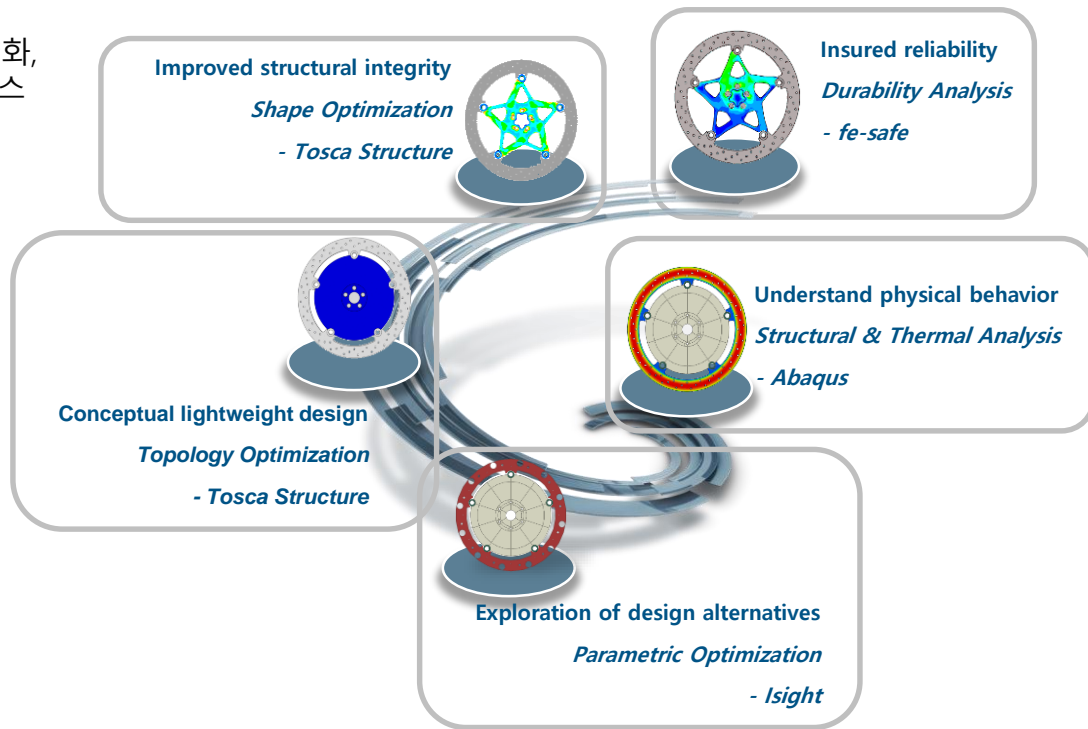 화,
스
Improved structural integrity
Shape Optimization
- Tosca Structure
Insured reliability
Durability Analysis
- fe-safe
Conceptual lightweight design
Topology Optimization
- Tosca Structure
Understand physical behavior
Structural & Thermal Analysis
- Abaqus
Exploration of design alternatives
Parametric Optimization
- Isight